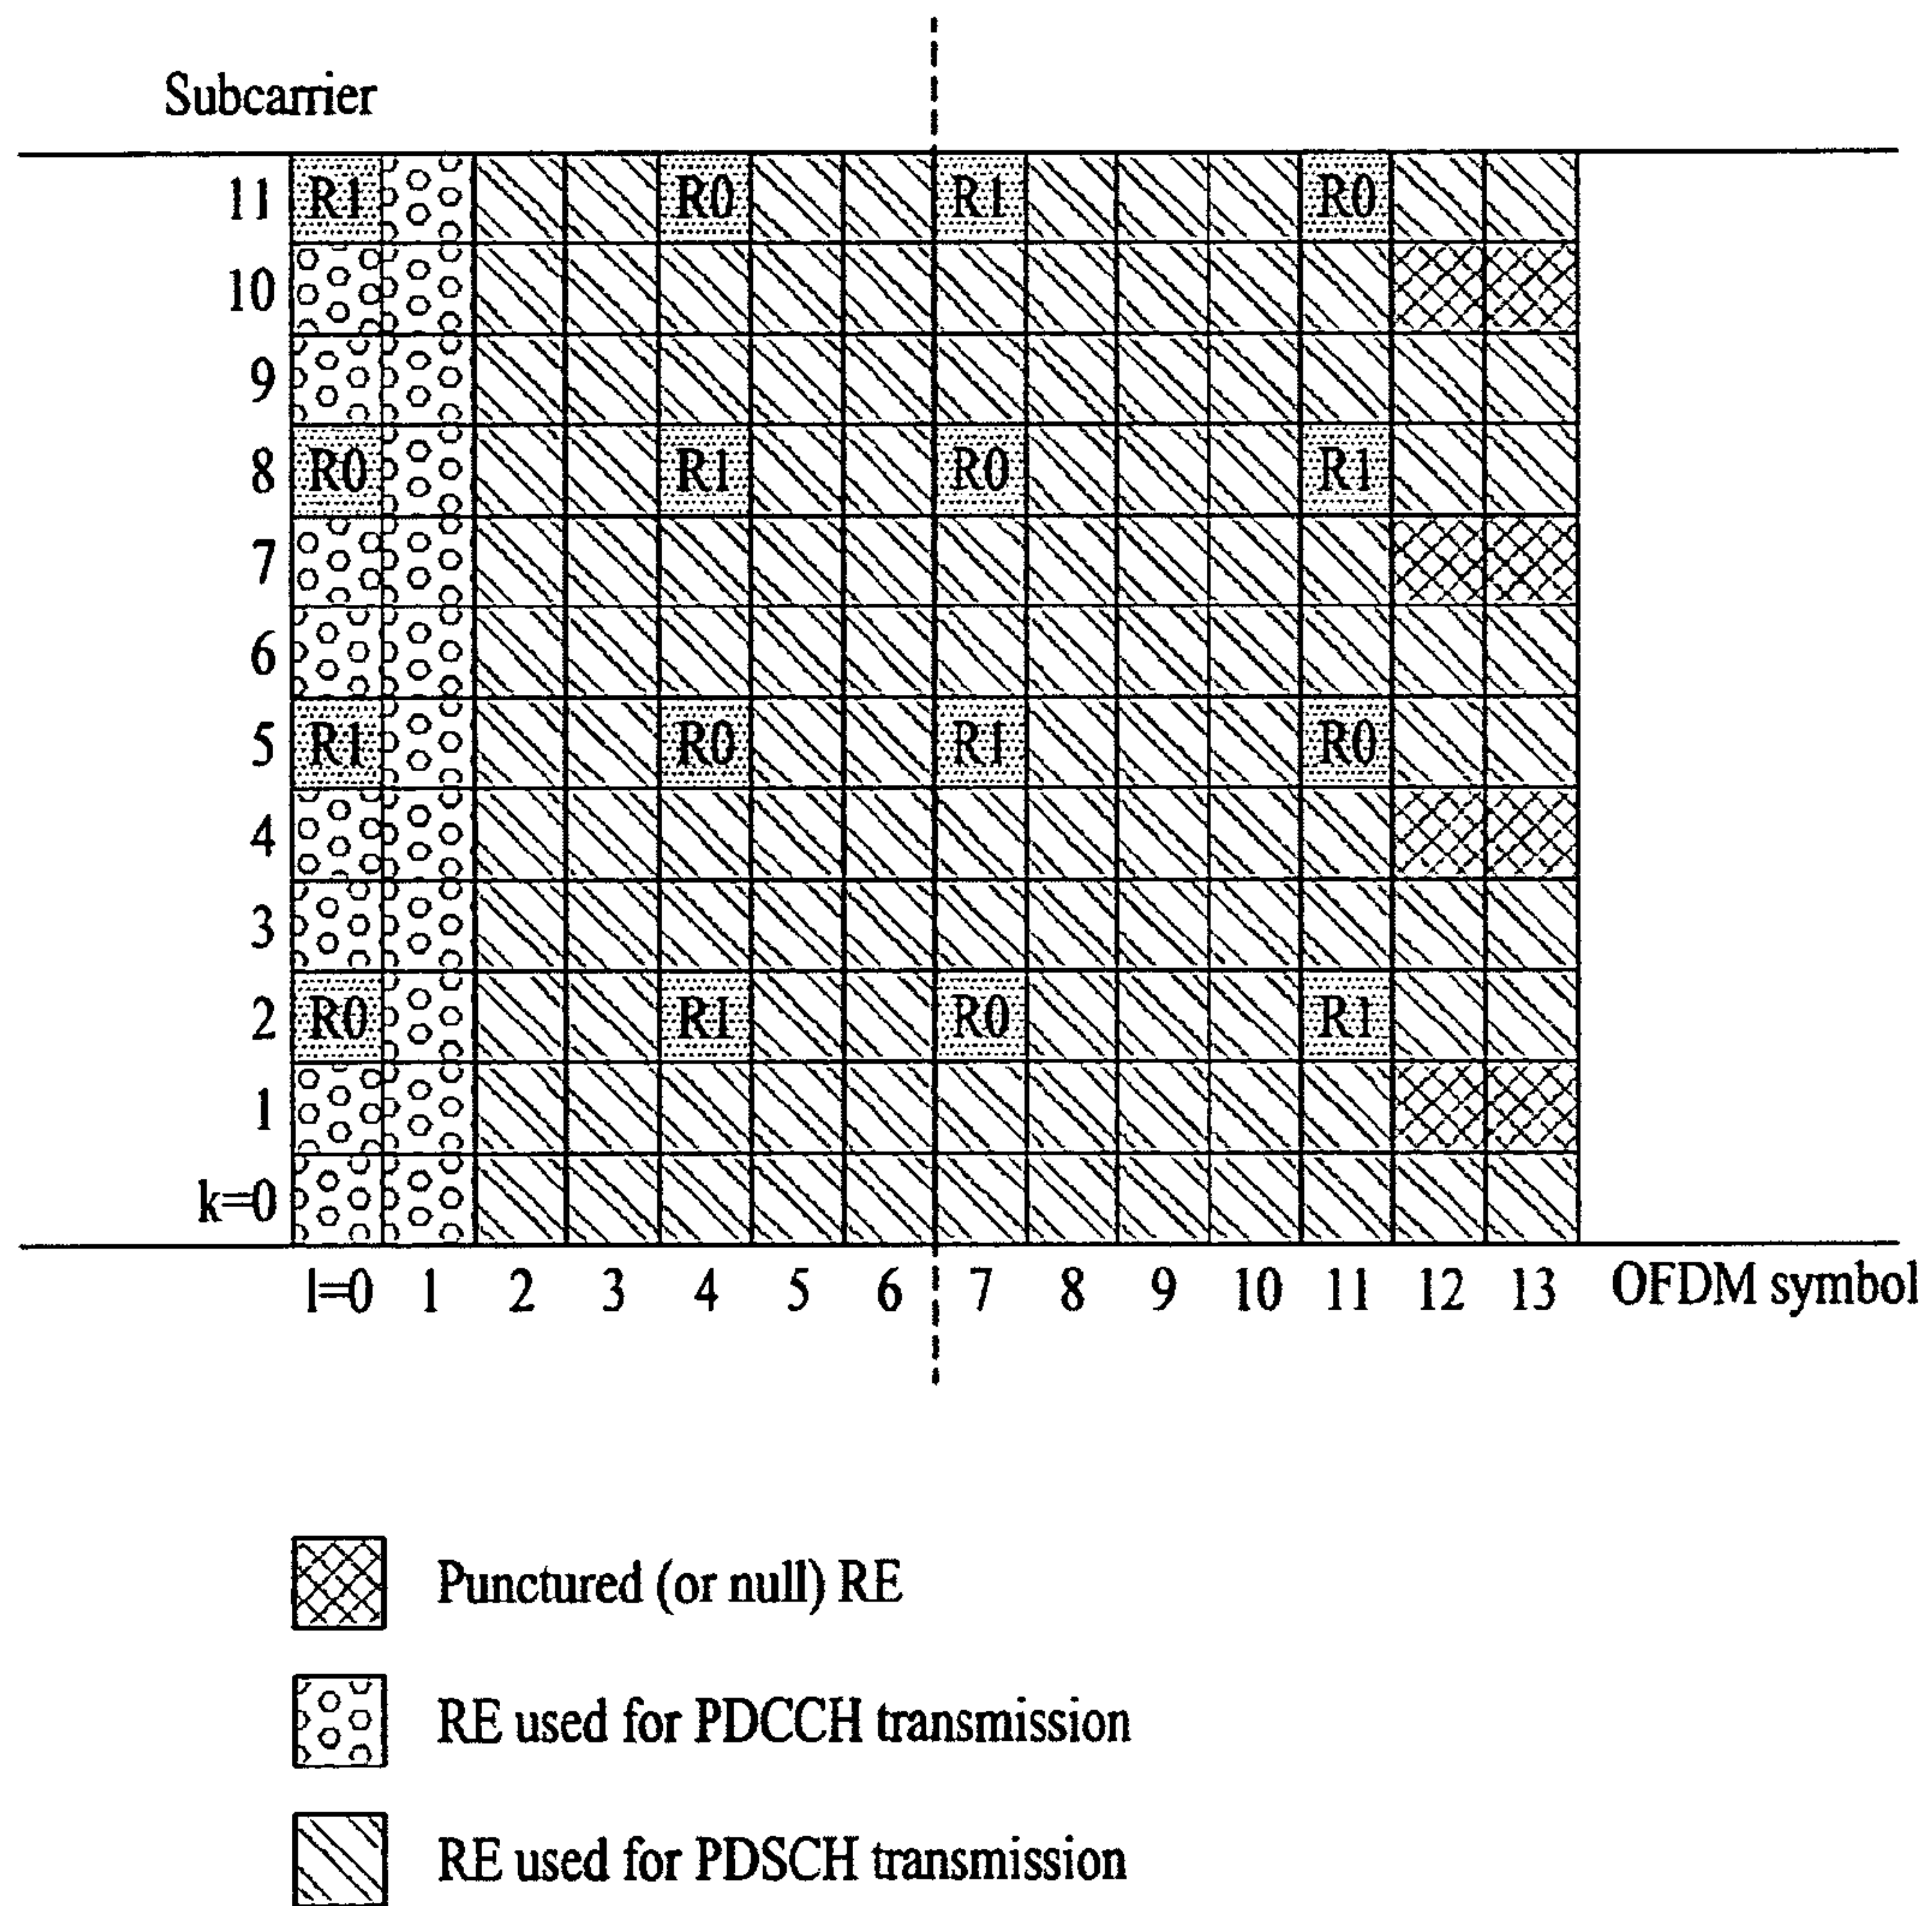 Subcarrier
11 R1 R0 R1 R0
10
9
8 R0 R1 R0 R1
7
6
5 R1 R0 R1 R0
4
3
2 R0 R1 R0 R1
1
k=0
l=0 1 2 3 4 5 6 7 8 9 10 11 12 13 OFDM symbol
Punctured (or null) RE
RE used for PDCCH transmission
RE used for PDSCH transmission